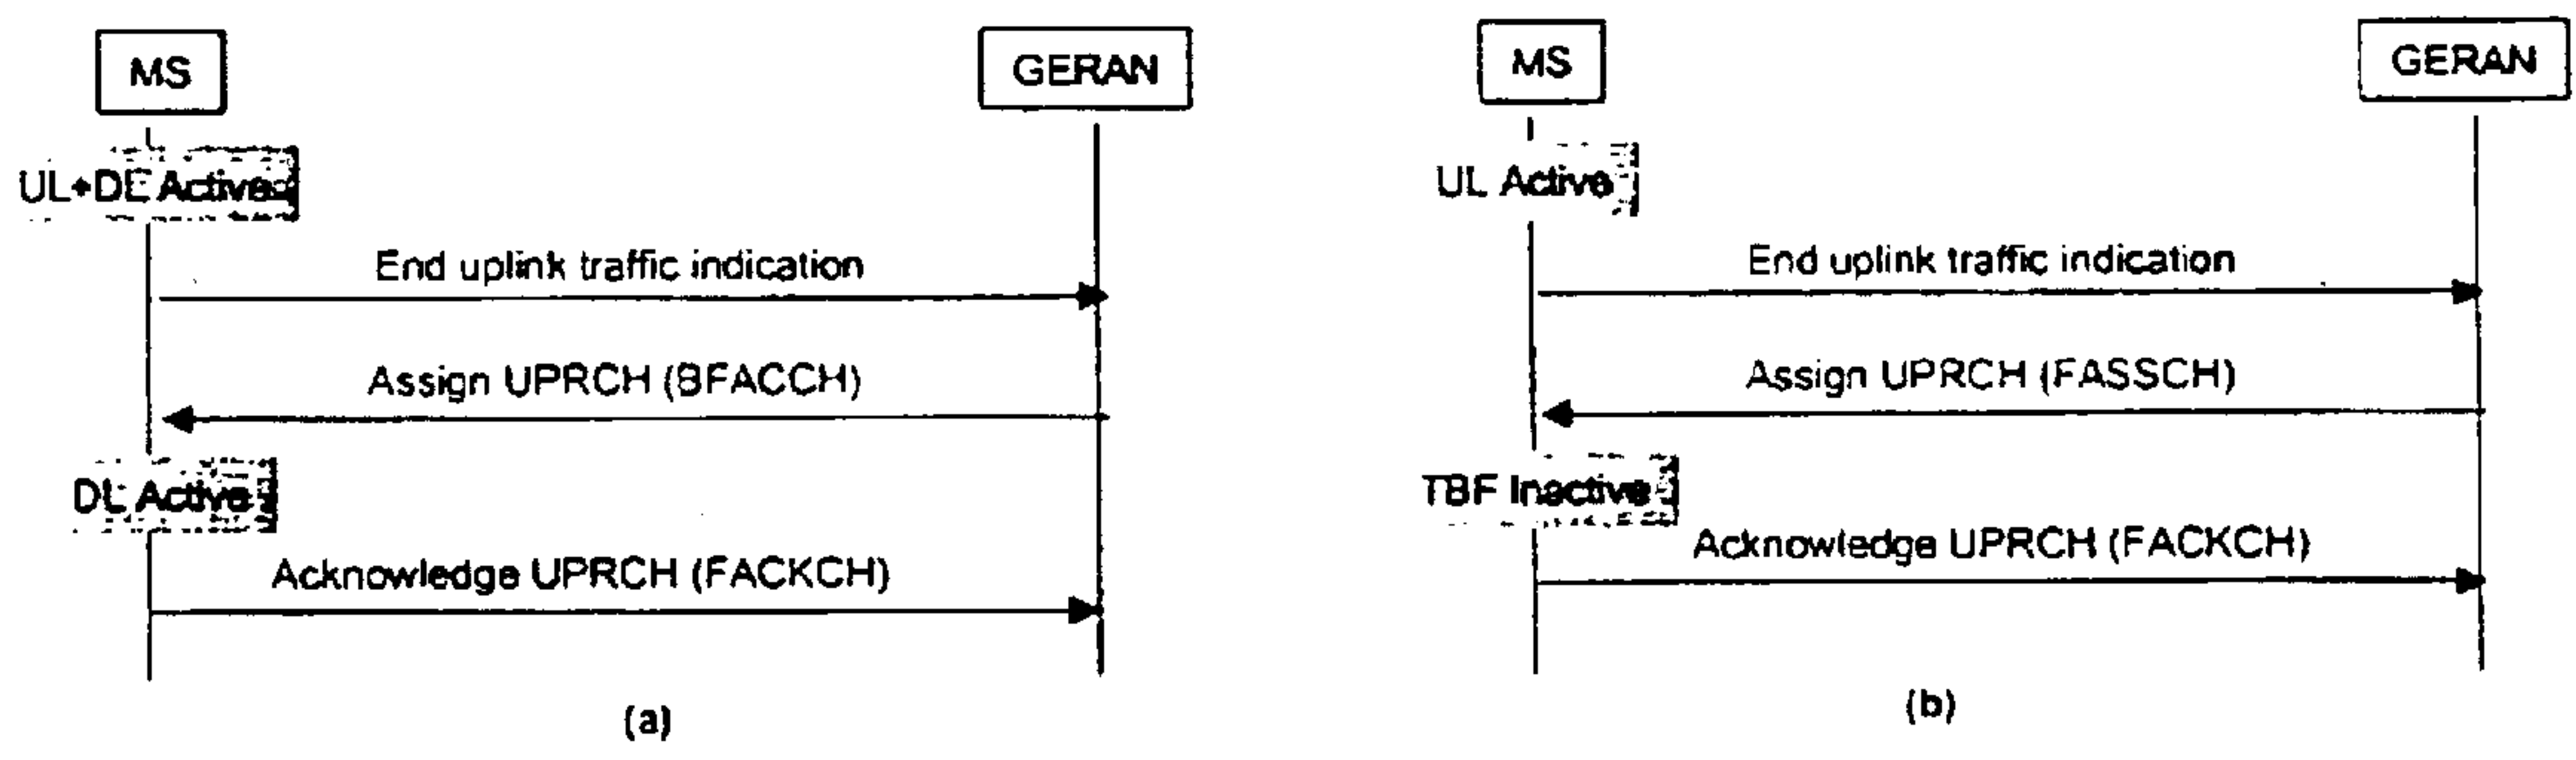 MS
GERAN
UL+DL Active
End uplink traffic indication
Assign UPRCH (BFACCH)
DL Active
Acknowledge UPRCH (FACKCH)
(a)
MS
GERAN
UL Active
End uplink traffic indication
Assign UPRCH (FASSCH)
TBF Inactive
Acknowledge UPRCH (FACKCH)
(b)